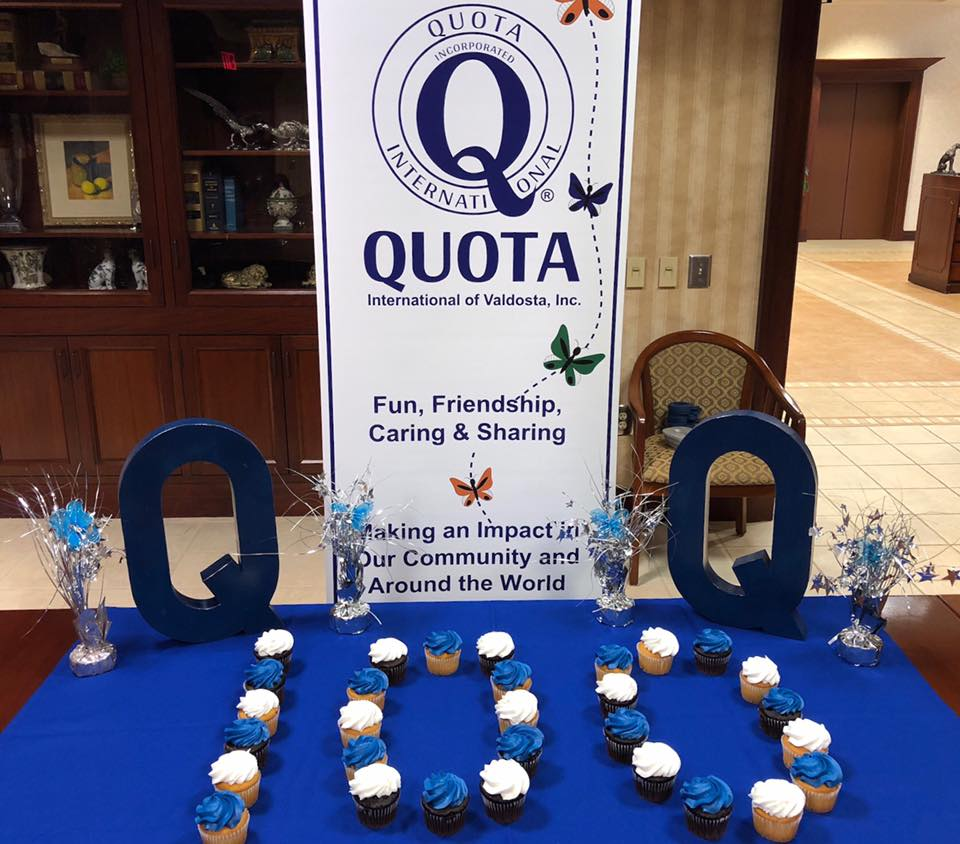 QUOTA
INCORPORATED
Q
INTERNATIONAL
®
QUOTA
International of Valdosta, Inc.
Fun, Friendship,
Caring & Sharing
Making an Impact in
Our Community and
Around the World
Q Q
100